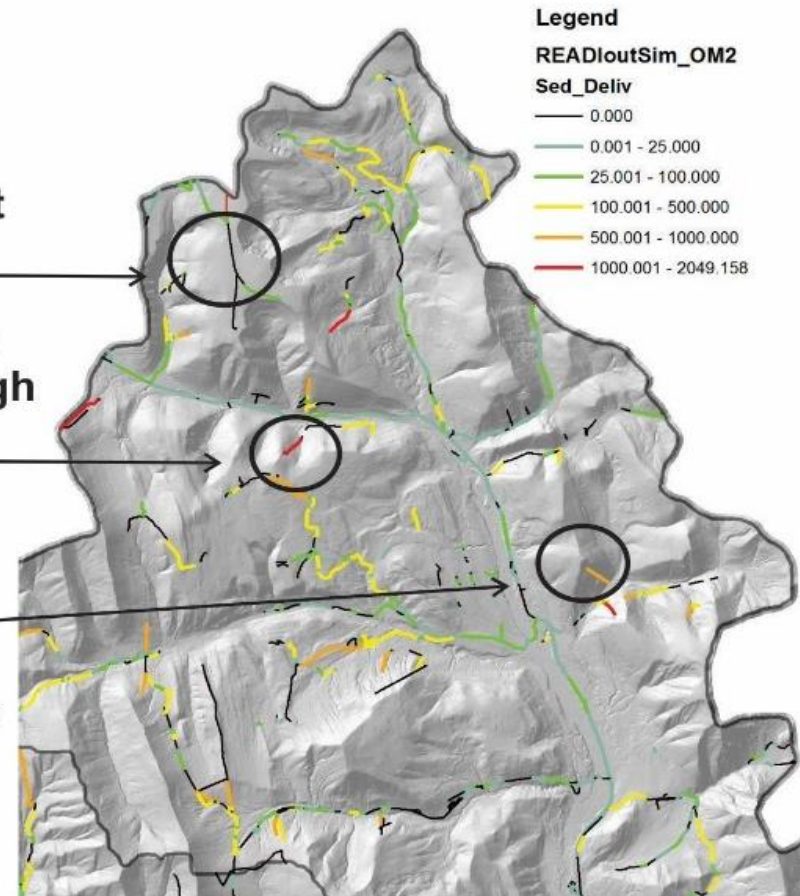 Legend
READIoutSim_OM2
Sed_Deliv
0.000
0.001 - 25.000
25.001 - 100.000
100.001 - 500.000
500.001 - 1000.000
1000.001 - 2049.158
t
gh